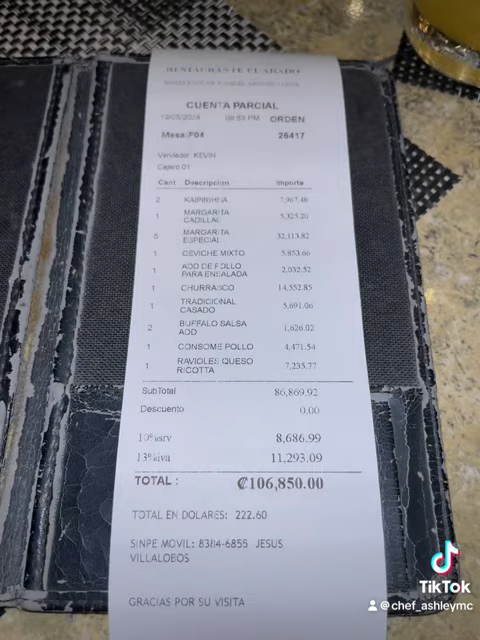 RESTAURANTE EL ARADO
CUENTA PARCIAL
19/05/2024 09:53 PM ORDEN
Mesa:P04 26417
Vendedor: KEVIN
Cajero:01
Cant Descripcion Importe
2 KAIPIRINHA 7,967.46
1 MARGARITA CADILLAC 5,325.20
6 MARGARITA ESPECIAL 32,113.82
1 CEVICHE MIXTO 5,853.66
1 ADD DE POLLO PARA ENSALADA 2,032.52
1 CHURRASCO 14,552.85
1 TRADICIONAL CASADO 5,691.06
2 BUFFALO SALSA ADD 1,626.02
1 CONSOME POLLO 4,471.54
1 RAVIOLES QUESO RICOTTA 7,235.77
SubTotal 86,869.92
Descuento 0.00
10%srv 8,686.99
13%iva 11,293.09
TOTAL : ₡106,850.00
TOTAL EN DOLARES: 222.60
SINPE MOVIL: 8384-6855 JESUS
VILLALOBOS
GRACIAS POR SU VISITA
TikTok
@chef_ashleymc